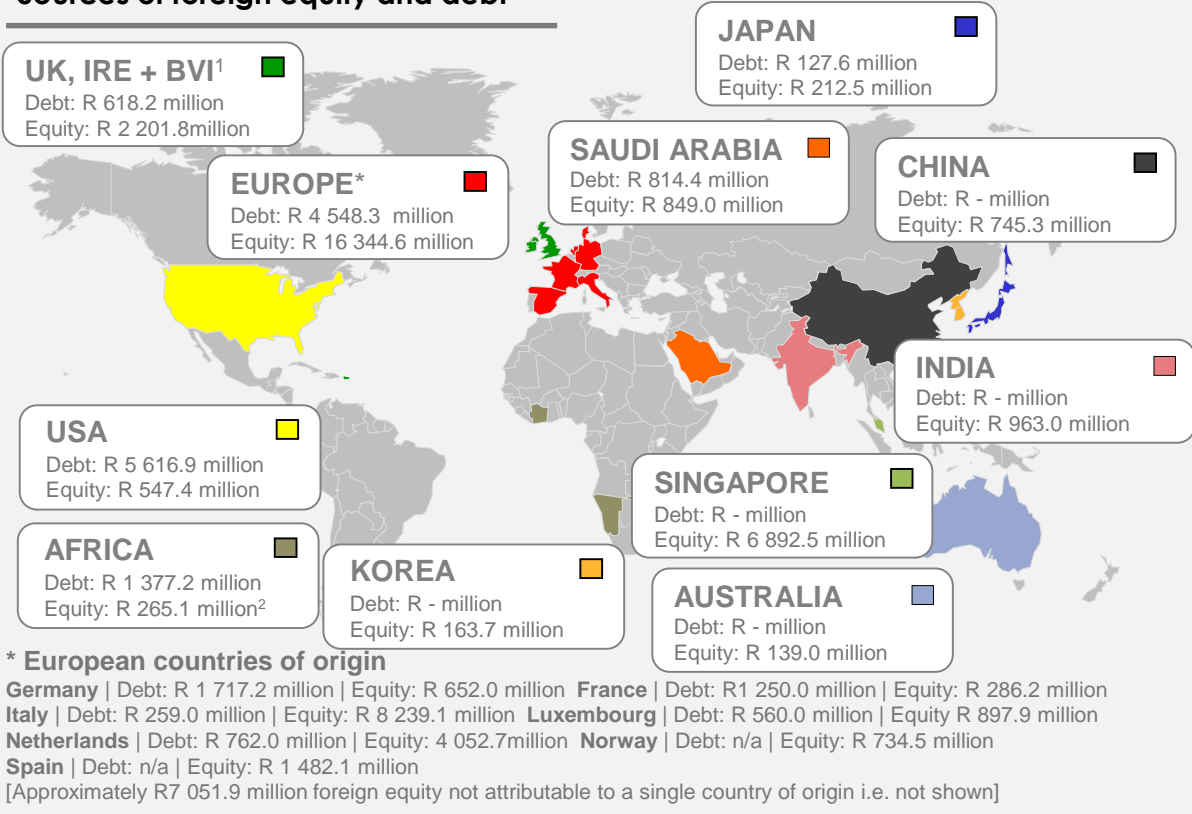 sources of foreign equity and debt
JAPAN
Debt: R 127.6 million
Equity: R 212.5 million
UK, IRE + BVI¹
Debt: R 618.2 million
Equity: R 2 201.8million
SAUDI ARABIA
Debt: R 814.4 million
Equity: R 849.0 million
CHINA
Debt: R - million
Equity: R 745.3 million
EUROPE*
Debt: R 4 548.3 million
Equity: R 16 344.6 million
INDIA
Debt: R - million
Equity: R 963.0 million
USA
Debt: R 5 616.9 million
Equity: R 547.4 million
SINGAPORE
Debt: R - million
Equity: R 6 892.5 million
AFRICA
Debt: R 1 377.2 million
Equity: R 265.1 million²
KOREA
Debt: R - million
Equity: R 163.7 million
AUSTRALIA
Debt: R - million
Equity: R 139.0 million
* European countries of origin
Germany | Debt: R 1 717.2 million | Equity: R 652.0 million France | Debt: R1 250.0 million | Equity: R 286.2 million
Italy | Debt: R 259.0 million | Equity: R 8 239.1 million Luxembourg | Debt: R 560.0 million | Equity R 897.9 million
Netherlands | Debt: R 762.0 million | Equity: 4 052.7million Norway | Debt: n/a | Equity: R 734.5 million
Spain | Debt: n/a | Equity: R 1 482.1 million
[Approximately R7 051.9 million foreign equity not attributable to a single country of origin i.e. not shown]